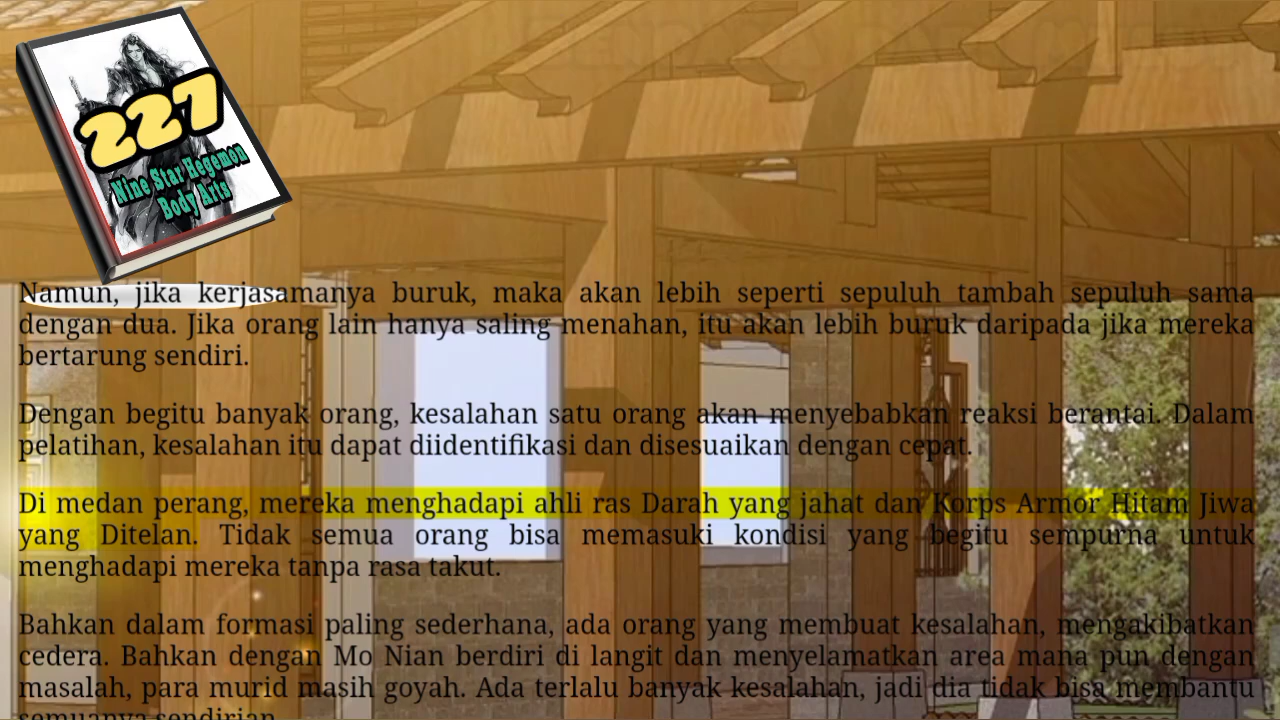 227
Nine Star Hegemon
Body Arts
Namun, jika kerjasamanya buruk, maka akan lebih seperti sepuluh tambah sepuluh sama
dengan dua. Jika orang lain hanya saling menahan, itu akan lebih buruk daripada jika mereka
bertarung sendiri.
Dengan begitu banyak orang, kesalahan satu orang akan menyebabkan reaksi berantai. Dalam
pelatihan, kesalahan itu dapat diidentifikasi dan disesuaikan dengan cepat.
Di medan perang, mereka menghadapi ahli ras Darah yang jahat dan Korps Armor Hitam Jiwa
yang Ditelan. Tidak semua orang bisa memasuki kondisi yang begitu sempurna untuk
menghadapi mereka tanpa rasa takut.
Bahkan dalam formasi paling sederhana, ada orang yang membuat kesalahan, mengakibatkan
cedera. Bahkan dengan Mo Nian berdiri di langit dan menyelamatkan area mana pun dengan
masalah, para murid masih goyah. Ada terlalu banyak kesalahan, jadi dia tidak bisa membantu
semuanya sendirian.